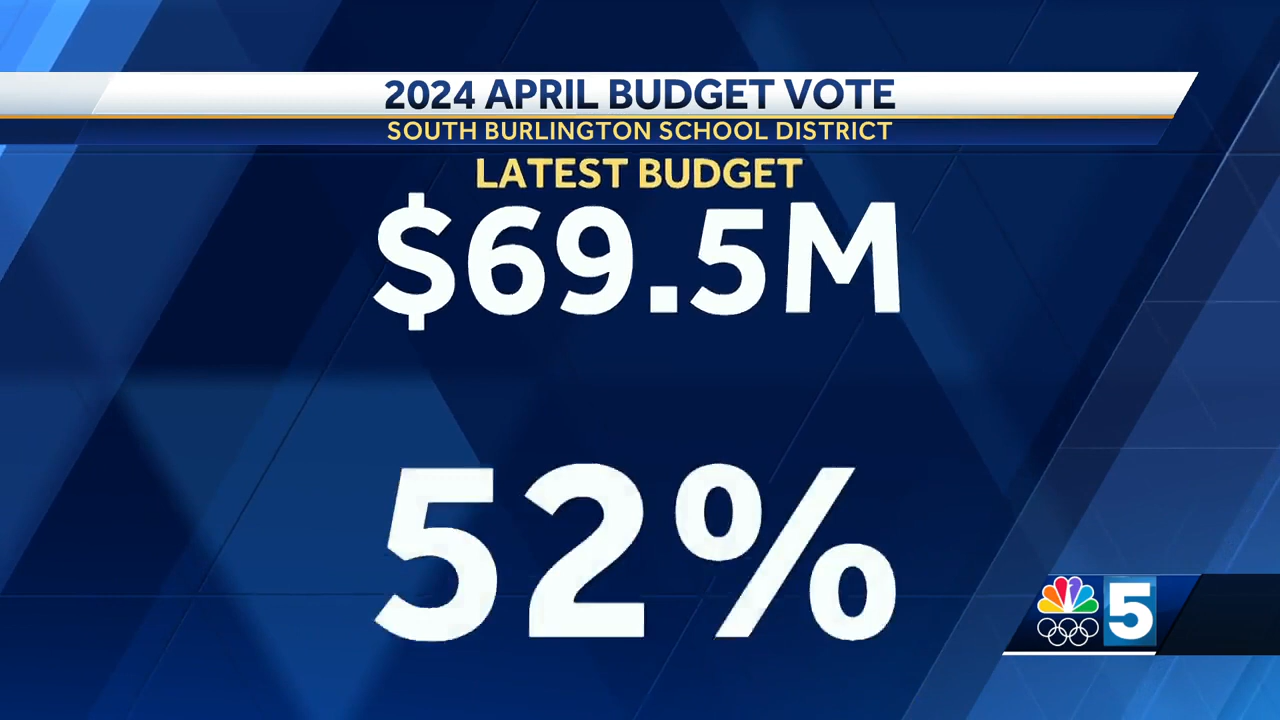 2024 APRIL BUDGET VOTE
SOUTH BURLINGTON SCHOOL DISTRICT
LATEST BUDGET
$69.5M
52%
5